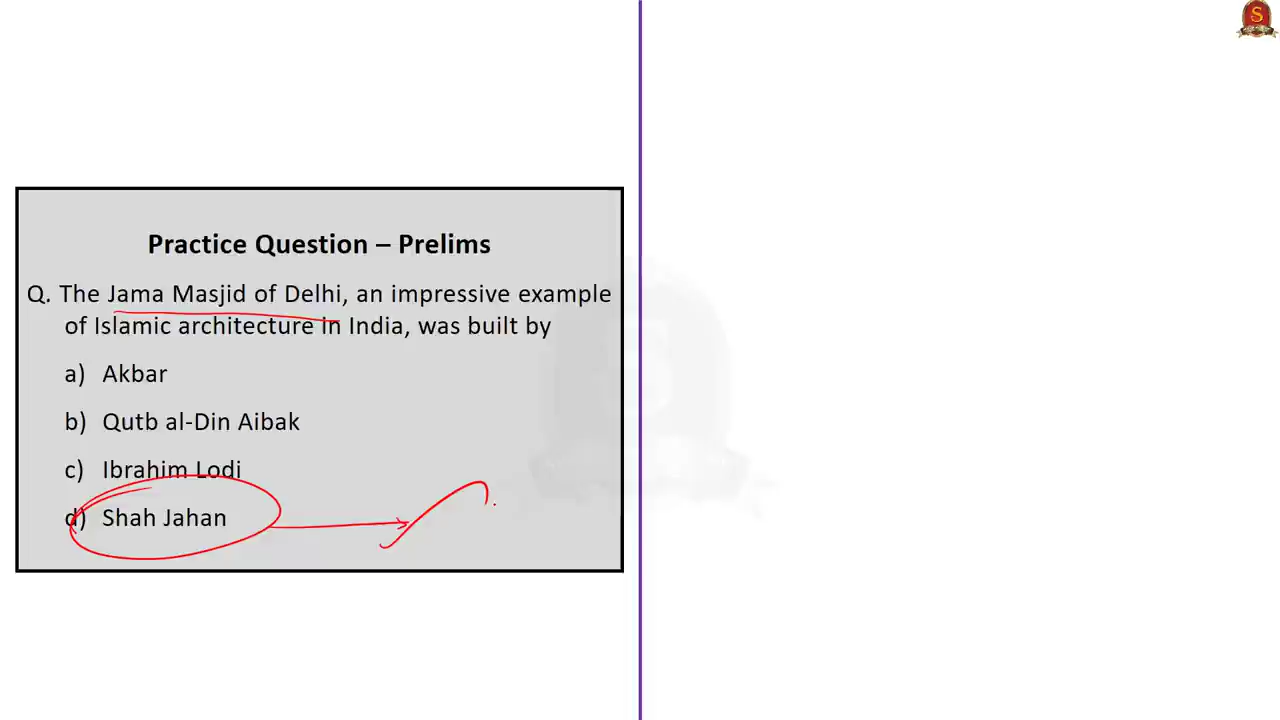 S
Practice Question – Prelims
Q. The Jama Masjid of Delhi, an impressive example
of Islamic architecture in India, was built by
a) Akbar
b) Qutb al-Din Aibak
c) Ibrahim Lodi
d) Shah Jahan